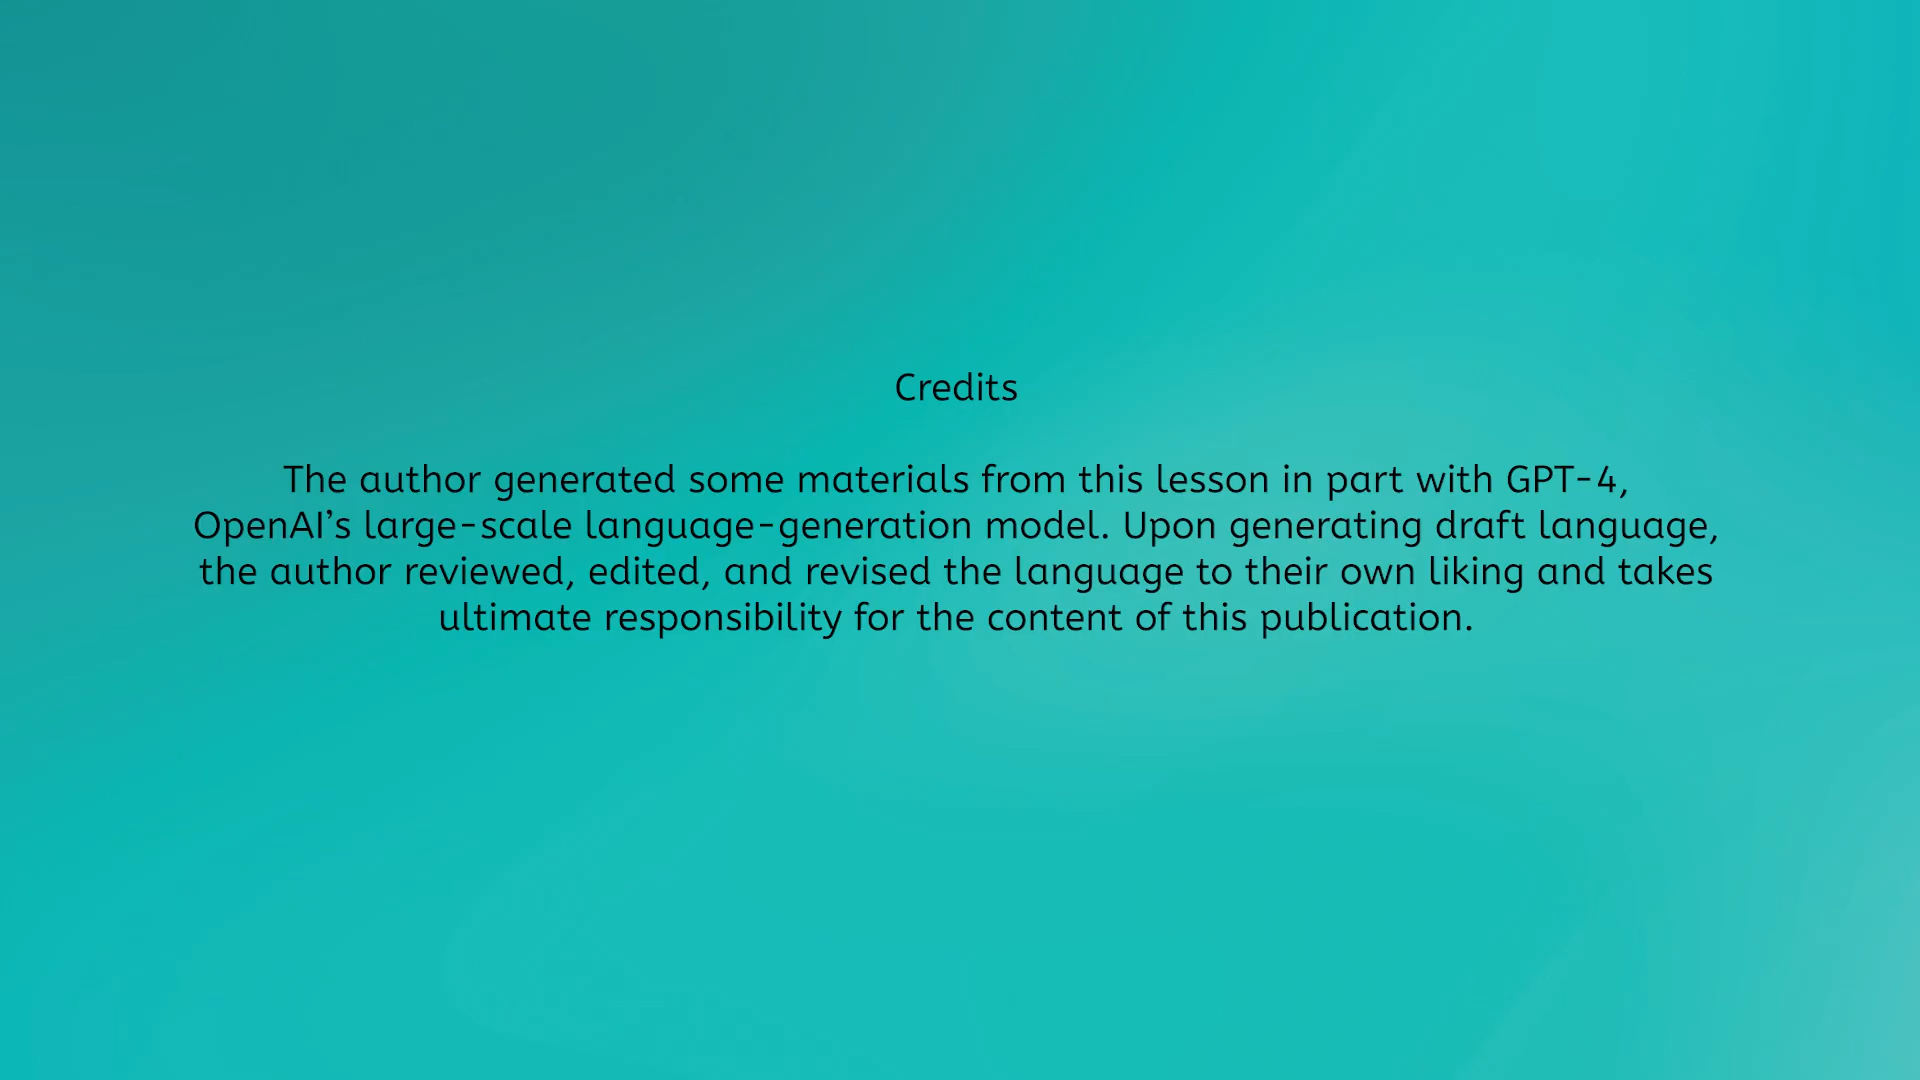 Credits
The author generated some materials from this lesson in part with GPT-4,
OpenAI’s large-scale language-generation model. Upon generating draft language,
the author reviewed, edited, and revised the language to their own liking and takes
ultimate responsibility for the content of this publication.